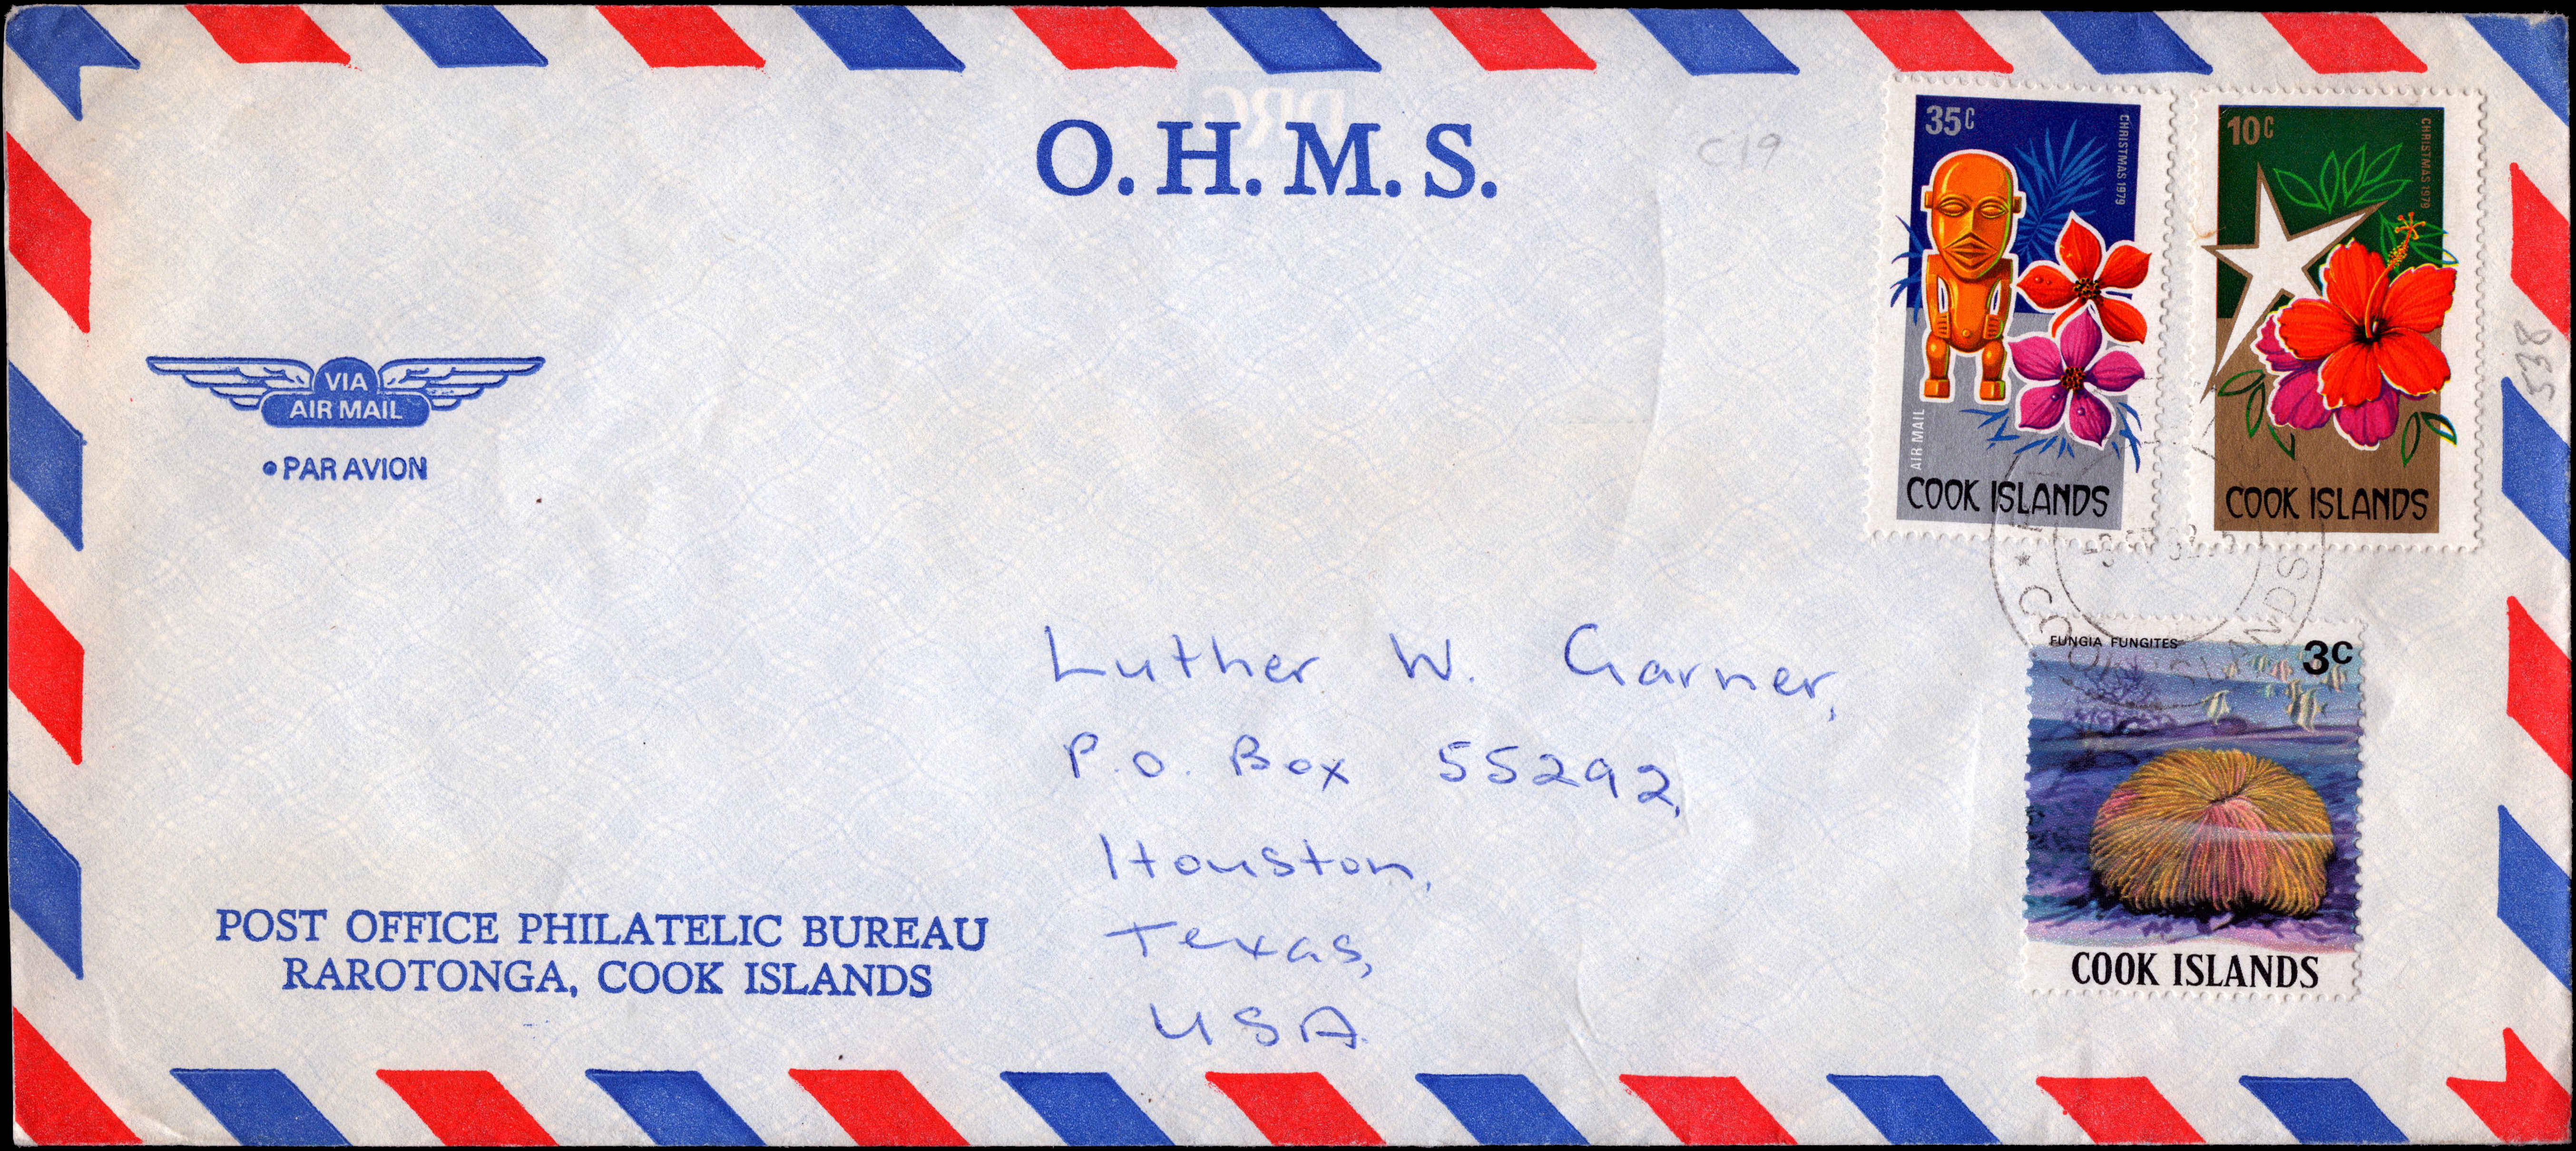 O.H.M.S.
C19
35c
CHRISTMAS 1979
AIR MAIL
COOK ISLANDS
10c
CHRISTMAS 1979
COOK ISLANDS
538
VIA
AIR MAIL
PAR AVION
FUNGIA FUNGITES
3c
COOK ISLANDS
Luther W. Garner,
P.O. Box 55292,
Houston,
Texas,
USA.
POST OFFICE PHILATELIC BUREAU
RAROTONGA, COOK ISLANDS